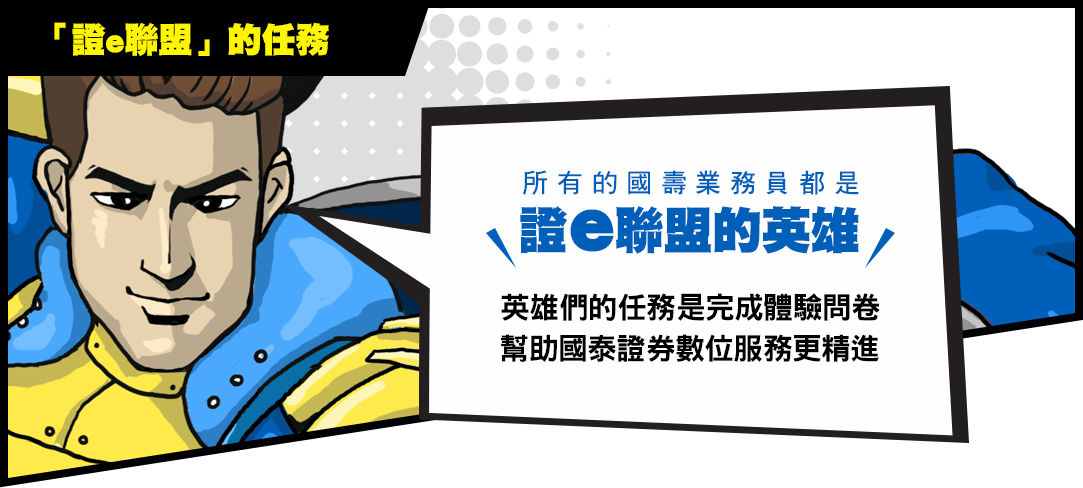 「證e聯盟」的任務
所有的國壽業務員都是
證e聯盟的英雄
英雄們的任務是完成體驗問卷
幫助國泰證券數位服務更精進